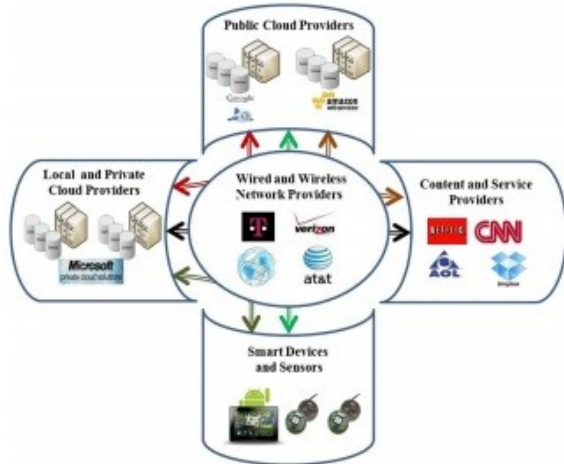 Public Cloud Providers
Google
amazon
webservices
Local and Private
Cloud Providers
Microsoft
private cloud solutions
Wired and Wireless
Network Providers
T
verizon
at&t
Content and Service
Providers
NETFLIX
CNN
AOL
Dropbox
Smart Devices
and Sensors